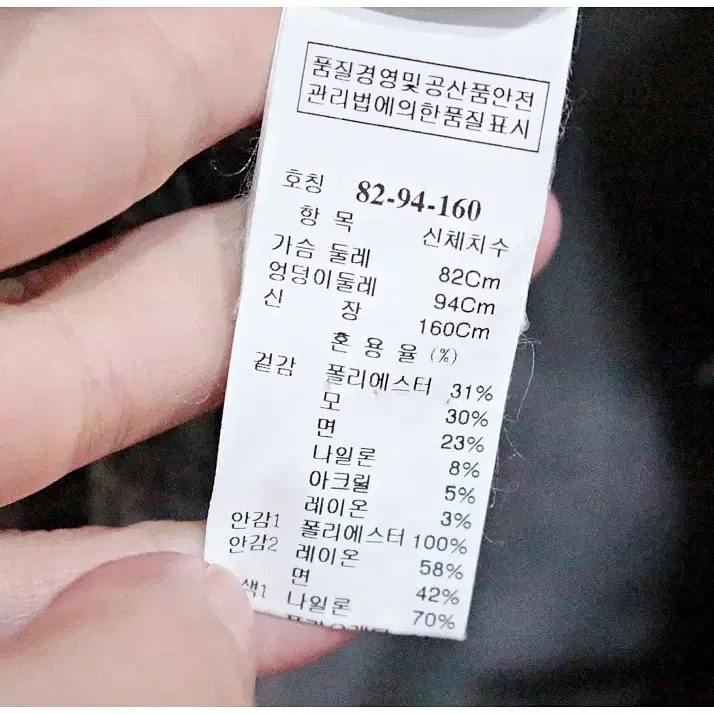 품질경영및공산품안전
관리법에의한품질표시
호칭 82-94-160
항 목 신체치수
가슴 둘레 82Cm
엉덩이둘레 94Cm
신 장 160Cm
혼 용 율 (%)
겉감 폴리에스터 31%
모 30%
면 23%
나일론 8%
아크릴 5%
레이온 3%
안감1 폴리에스터 100%
안감2 레이온 58%
면 42%
색1 나일론 70%